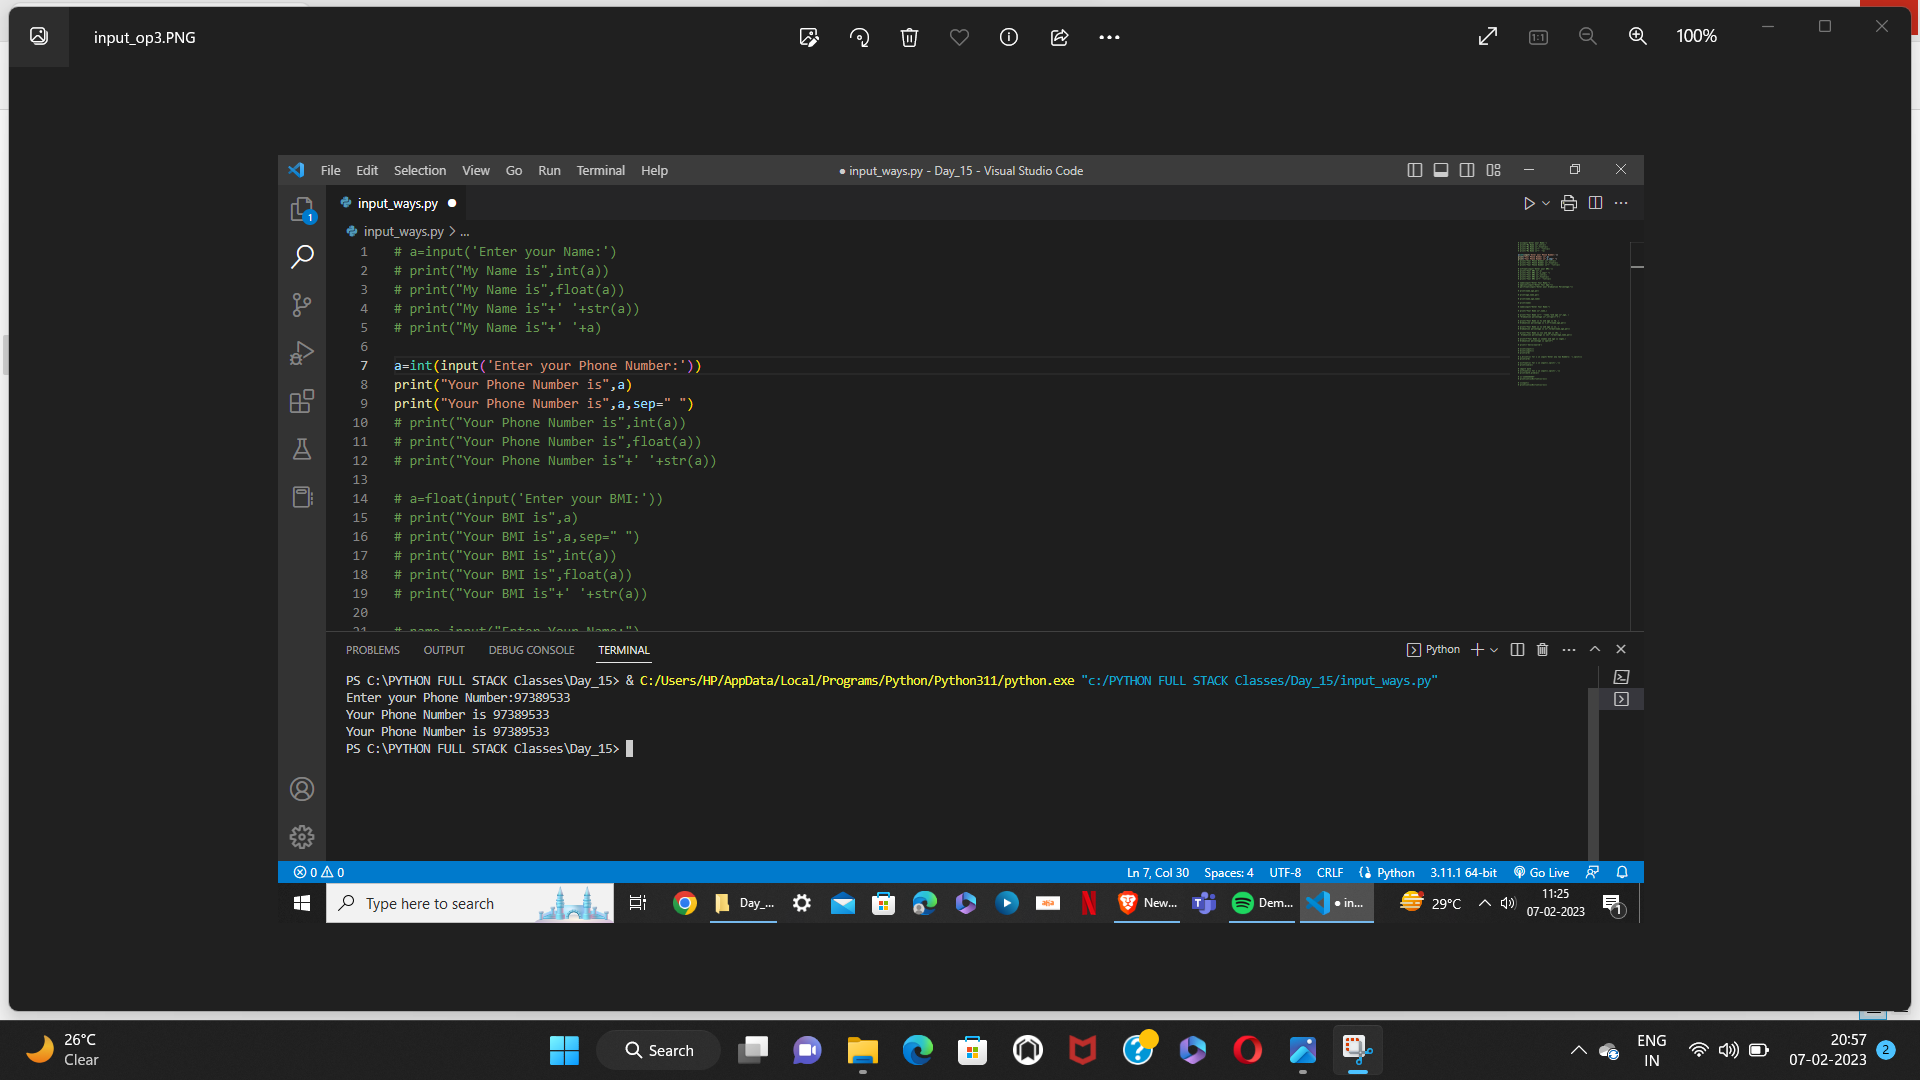 input_op3.PNG
100%
File Edit Selection View Go Run Terminal Help
● input_ways.py - Day_15 - Visual Studio Code
input_ways.py ●
input_ways.py > ...
1 # a=input('Enter your Name:')
2 # print("My Name is",int(a))
3 # print("My Name is",float(a))
4 # print("My Name is"+' '+str(a))
5 # print("My Name is"+' '+a)
6
7 a=int(input('Enter your Phone Number:'))
8 print("Your Phone Number is",a)
9 print("Your Phone Number is",a,sep=" ")
10 # print("Your Phone Number is",int(a))
11 # print("Your Phone Number is",float(a))
12 # print("Your Phone Number is"+' '+str(a))
13
14 # a=float(input('Enter your BMI:'))
15 # print("Your BMI is",a)
16 # print("Your BMI is",a,sep=" ")
17 # print("Your BMI is",int(a))
18 # print("Your BMI is",float(a))
19 # print("Your BMI is"+' '+str(a))
20
21 # name=input("Enter Your Name:")
PROBLEMS OUTPUT DEBUG CONSOLE TERMINAL
Python
PS C:\PYTHON FULL STACK Classes\Day_15> & C:/Users/HP/AppData/Local/Programs/Python/Python311/python.exe "c:/PYTHON FULL STACK Classes/Day_15/input_ways.py"
Enter your Phone Number:97389533
Your Phone Number is 97389533
Your Phone Number is 97389533
PS C:\PYTHON FULL STACK Classes\Day_15>
0 0 Ln 7, Col 30 Spaces: 4 UTF-8 CRLF Python 3.11.1 64-bit Go Live
Type here to search
Day_...
New...
Dem...
● in...
29°C
11:25
07-02-2023
1
26°C
Clear
Search
ENG
IN
20:57
07-02-2023
2